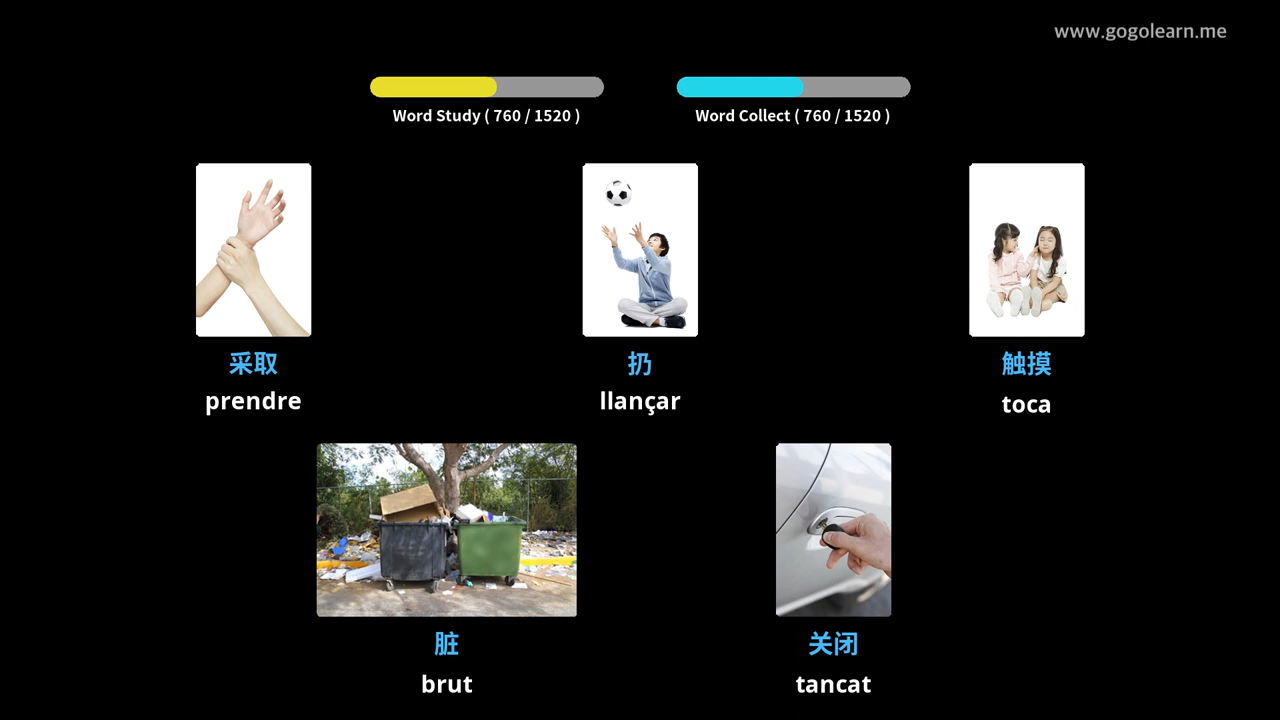 www.gogolearn.me
Word Study ( 760 / 1520 )
Word Collect ( 760 / 1520 )
采取
prendre
扔
llançar
触摸
toca
脏
brut
关闭
tancat